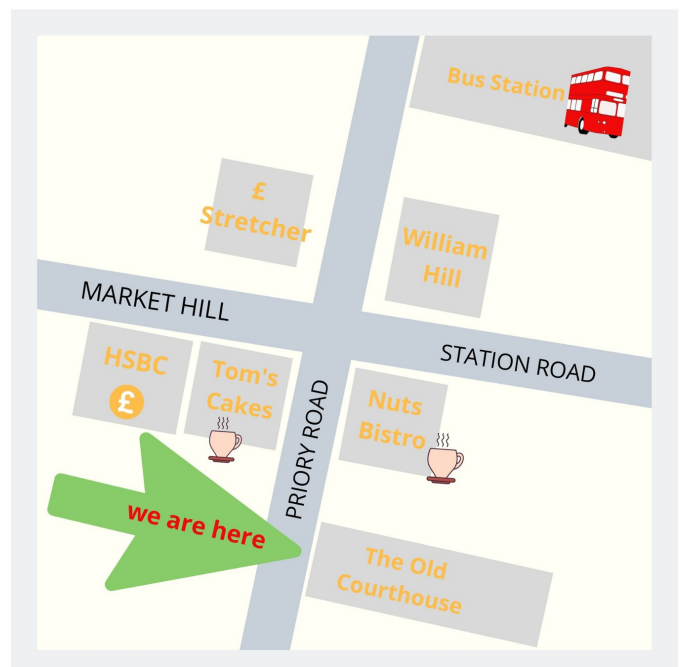 Bus Station
£
Stretcher
William
Hill
MARKET HILL
STATION ROAD
HSBC
£
Tom's
Cakes
PRIORY ROAD
Nuts
Bistro
we are here
The Old
Courthouse